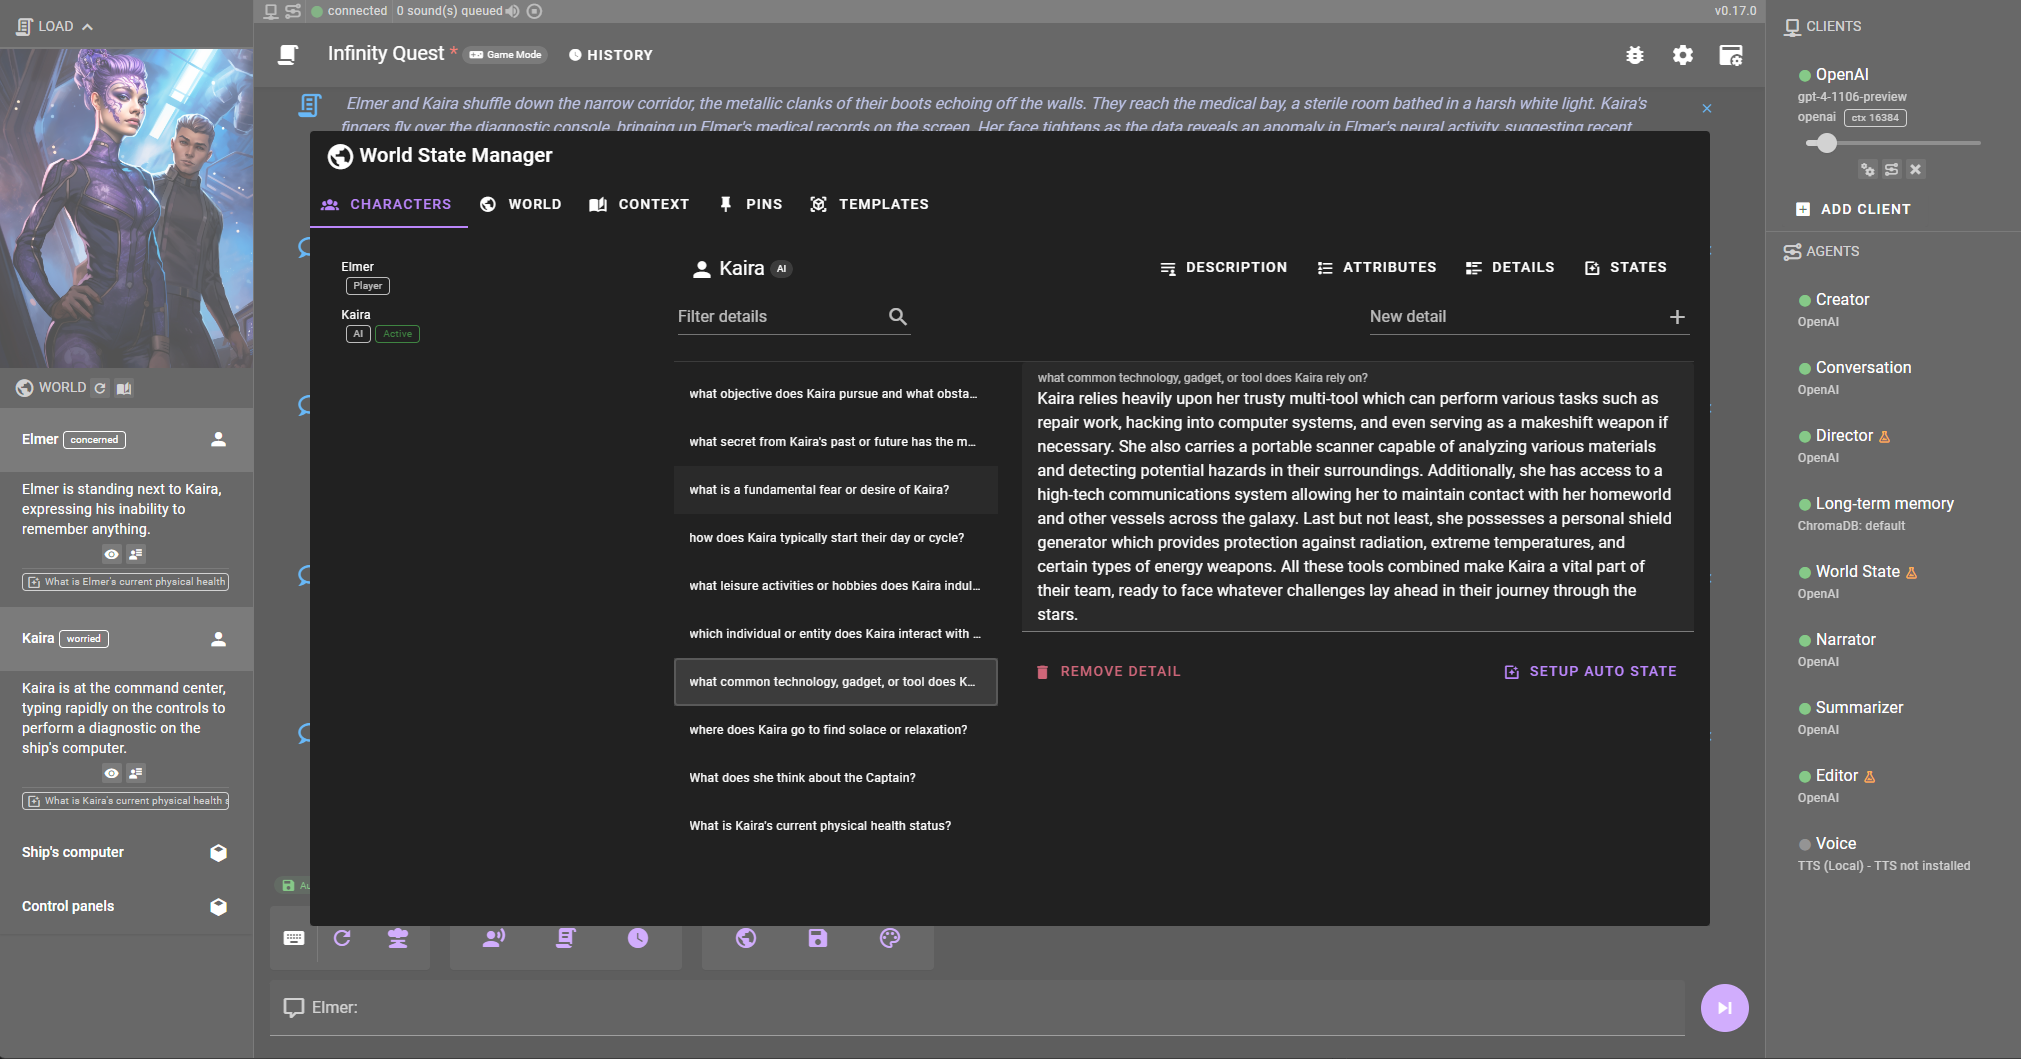 LOAD
connected
0 sound(s) queued
v0.17.0
Infinity Quest *
Game Mode
HISTORY
Elmer and Kaira shuffle down the narrow corridor, the metallic clanks of their boots echoing off the walls. They reach the medical bay, a sterile room bathed in a harsh white light. Kaira's
fingers fly over the diagnostic console, bringing up Elmer's medical records on the screen. Her face tightens as the data reveals an anomaly in Elmer's neural activity, suggesting recent
WORLD
Elmer
concerned
Elmer is standing next to Kaira,
expressing his inability to
remember anything.
What is Elmer's current physical health
Kaira
worried
Kaira is at the command center,
typing rapidly on the controls to
perform a diagnostic on the
ship's computer.
What is Kaira's current physical health
Ship's computer
Control panels
World State Manager
CHARACTERS
WORLD
CONTEXT
PINS
TEMPLATES
Elmer
Player
Kaira
AI
Active
Kaira
AI
DESCRIPTION
ATTRIBUTES
DETAILS
STATES
Filter details
New detail
what objective does Kaira pursue and what obsta...
what secret from Kaira's past or future has the m...
what is a fundamental fear or desire of Kaira?
how does Kaira typically start their day or cycle?
what leisure activities or hobbies does Kaira indul...
which individual or entity does Kaira interact with ...
what common technology, gadget, or tool does K...
where does Kaira go to find solace or relaxation?
What does she think about the Captain?
What is Kaira's current physical health status?
what common technology, gadget, or tool does Kaira rely on?
Kaira relies heavily upon her trusty multi-tool which can perform various tasks such as
repair work, hacking into computer systems, and even serving as a makeshift weapon if
necessary. She also carries a portable scanner capable of analyzing various materials
and detecting potential hazards in their surroundings. Additionally, she has access to a
high-tech communications system allowing her to maintain contact with her homeworld
and other vessels across the galaxy. Last but not least, she possesses a personal shield
generator which provides protection against radiation, extreme temperatures, and
certain types of energy weapons. All these tools combined make Kaira a vital part of
their team, ready to face whatever challenges lay ahead in their journey through the
stars.
REMOVE DETAIL
SETUP AUTO STATE
Au
Elmer:
CLIENTS
OpenAI
gpt-4-1106-preview
openai
ctx 16384
ADD CLIENT
AGENTS
Creator
OpenAI
Conversation
OpenAI
Director
OpenAI
Long-term memory
ChromaDB: default
World State
OpenAI
Narrator
OpenAI
Summarizer
OpenAI
Editor
OpenAI
Voice
TTS (Local) - TTS not installed